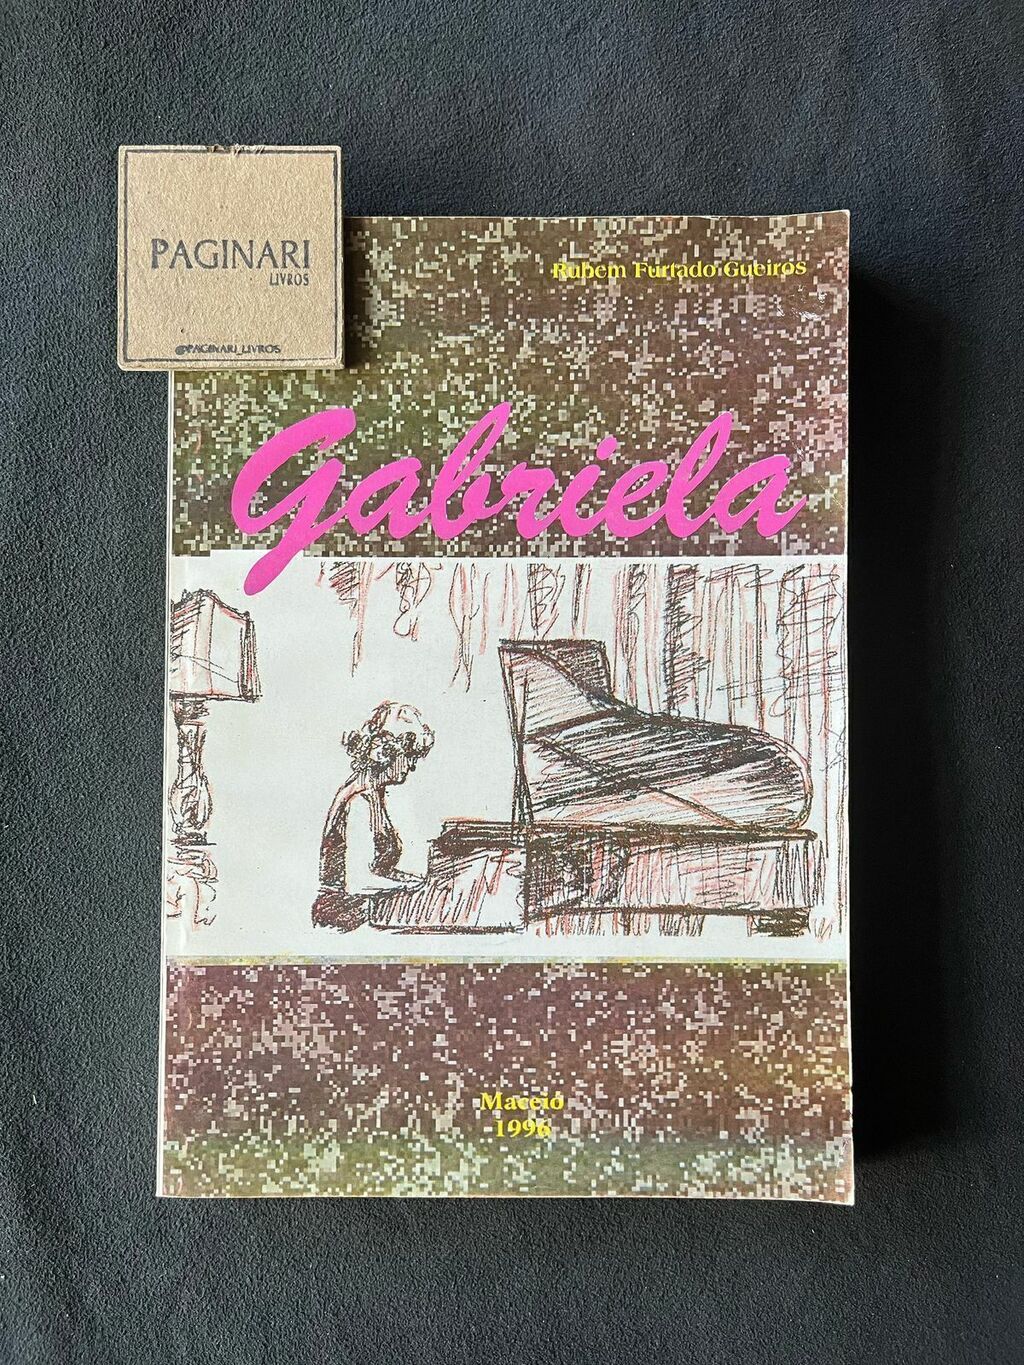 PAGINARI
LIVROS
@PAGINARI_LIVROS
Rubem Furtado Gueiros
Gabriela
Maceió
1996